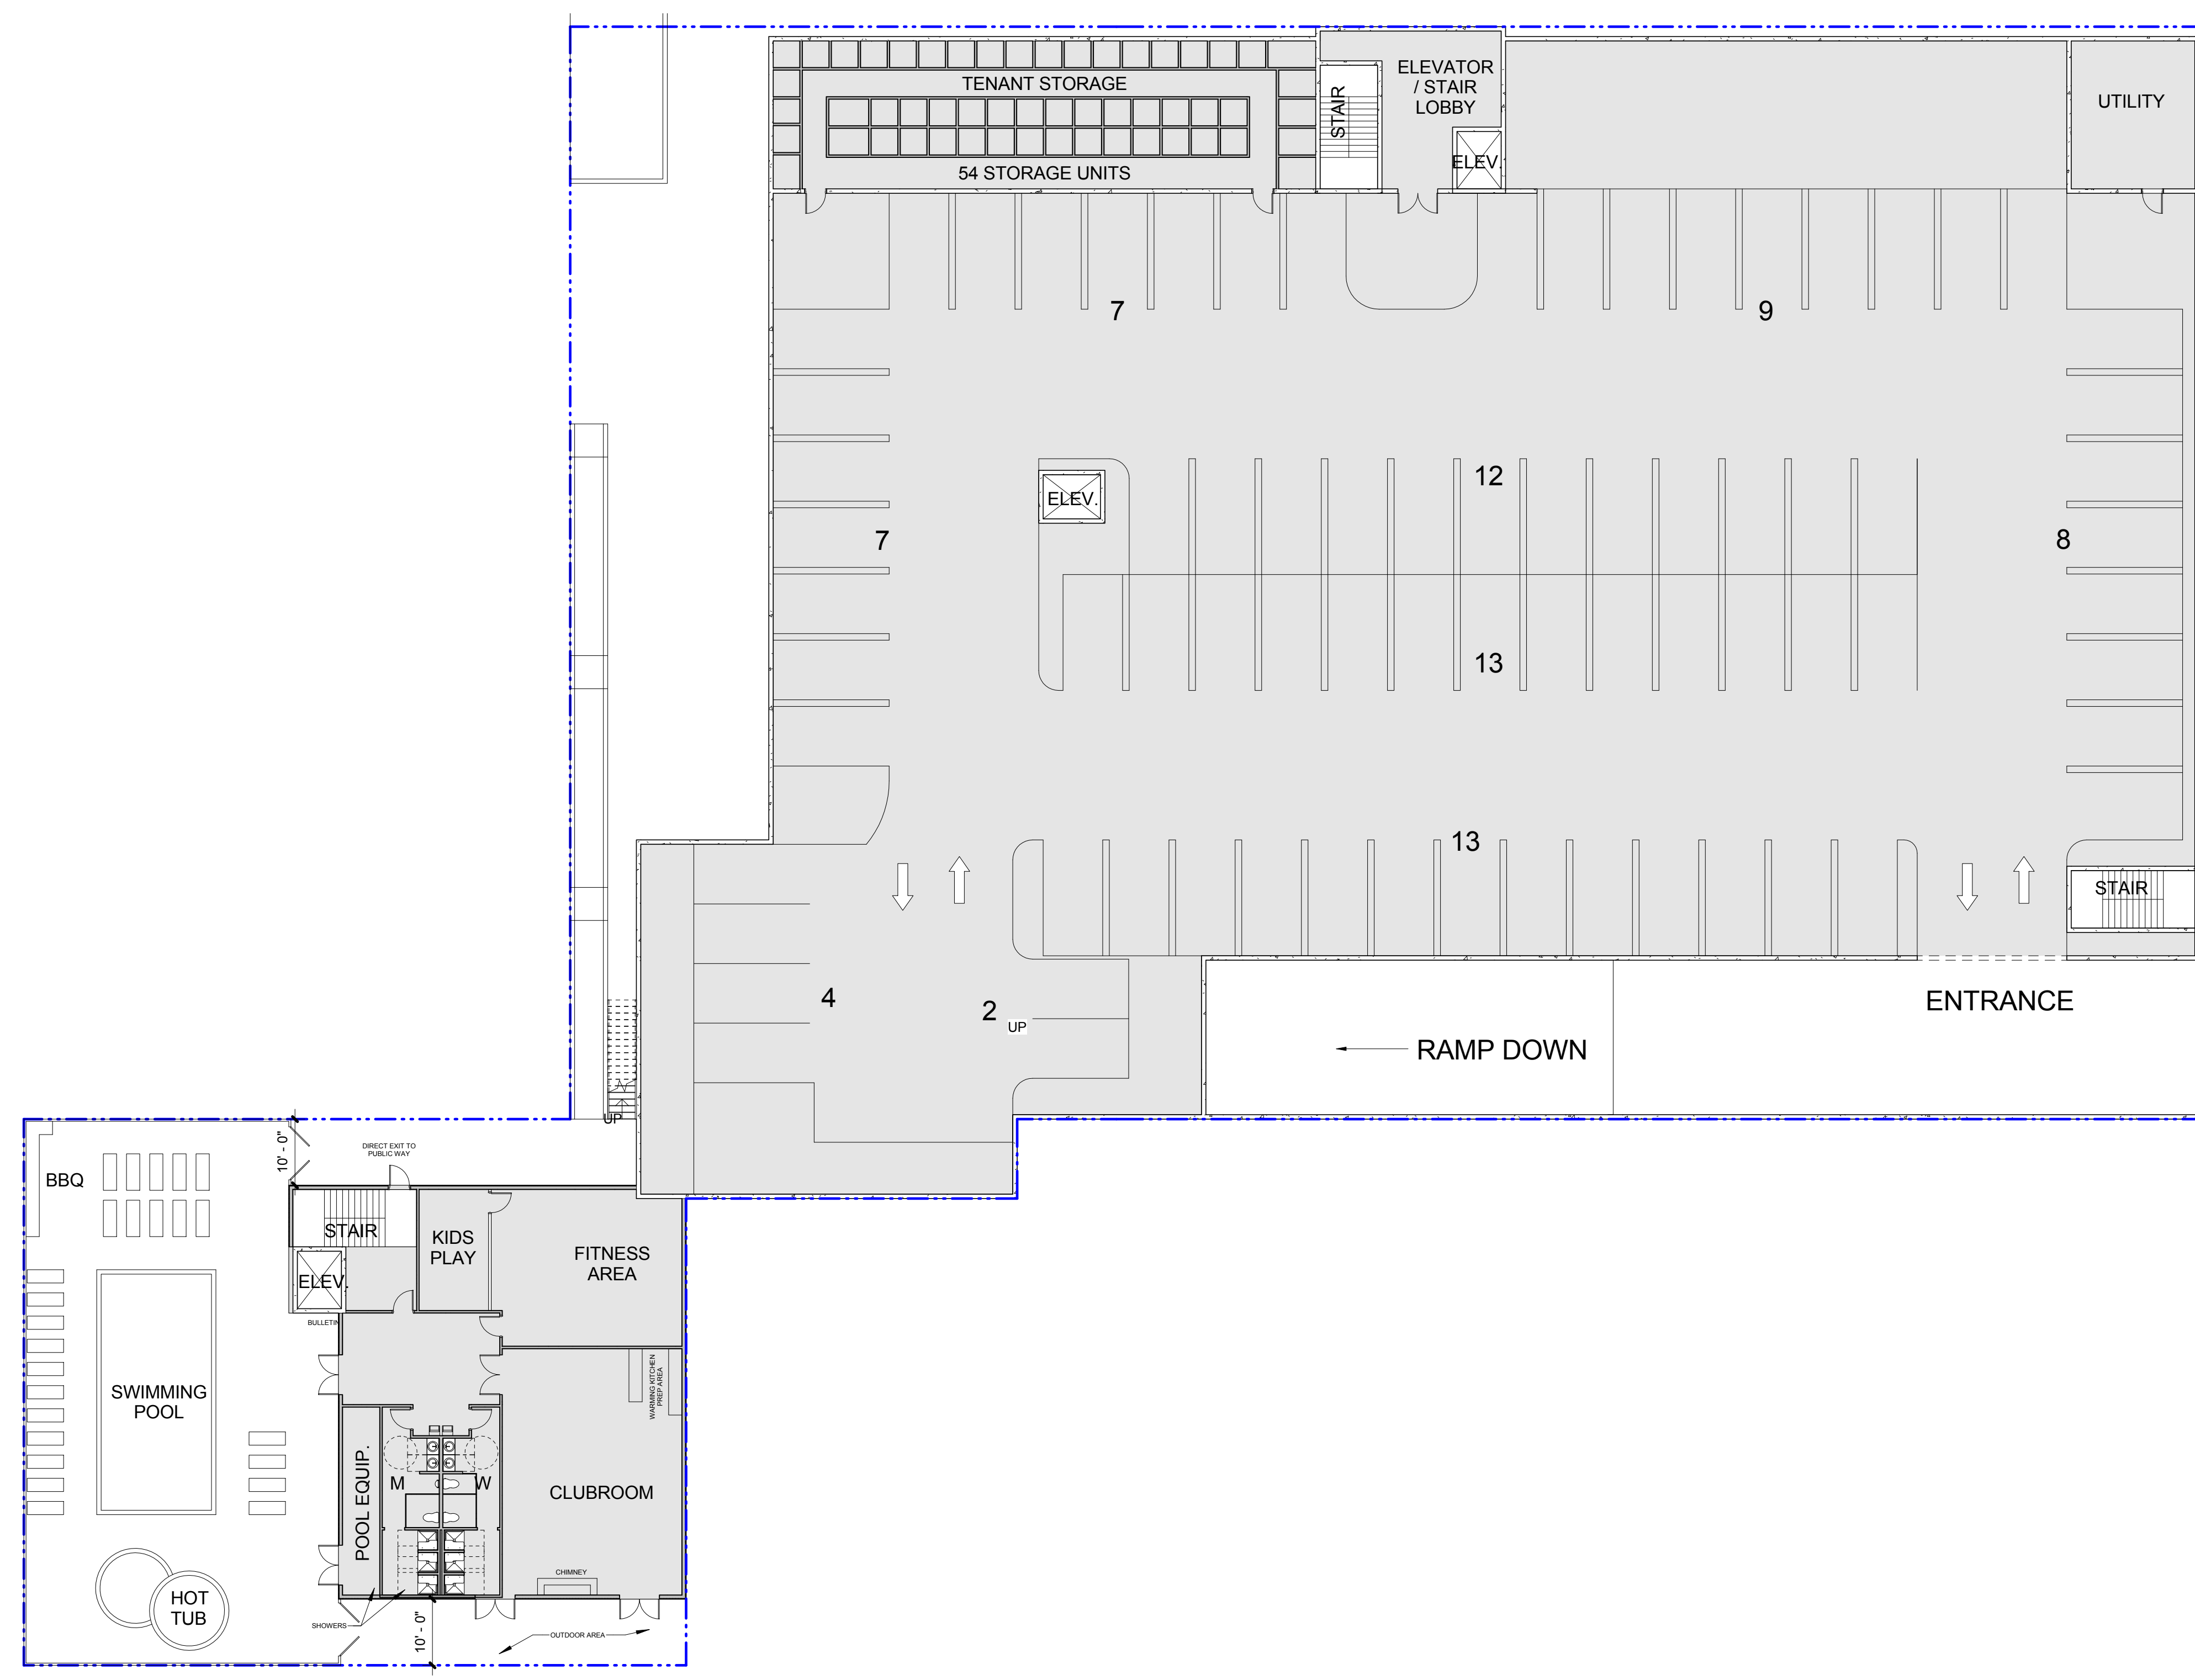 TENANT STORAGE
54 STORAGE UNITS
STAIR
ELEVATOR
/ STAIR
LOBBY
ELEV.
UTILITY
7
9
ELEV.
12
7
8
13
13
STAIR
4
2
UP
ENTRANCE
RAMP DOWN
UP
10' - 0"
DIRECT EXIT TO
PUBLIC WAY
BBQ
STAIR
KIDS
PLAY
FITNESS
AREA
ELEV.
BULLETIN
SWIMMING
POOL
WARMING KITCHEN
PREP AREA
POOL EQUIP.
M
W
CLUBROOM
CHIMNEY
HOT
TUB
SHOWERS
10' - 0"
OUTDOOR AREA